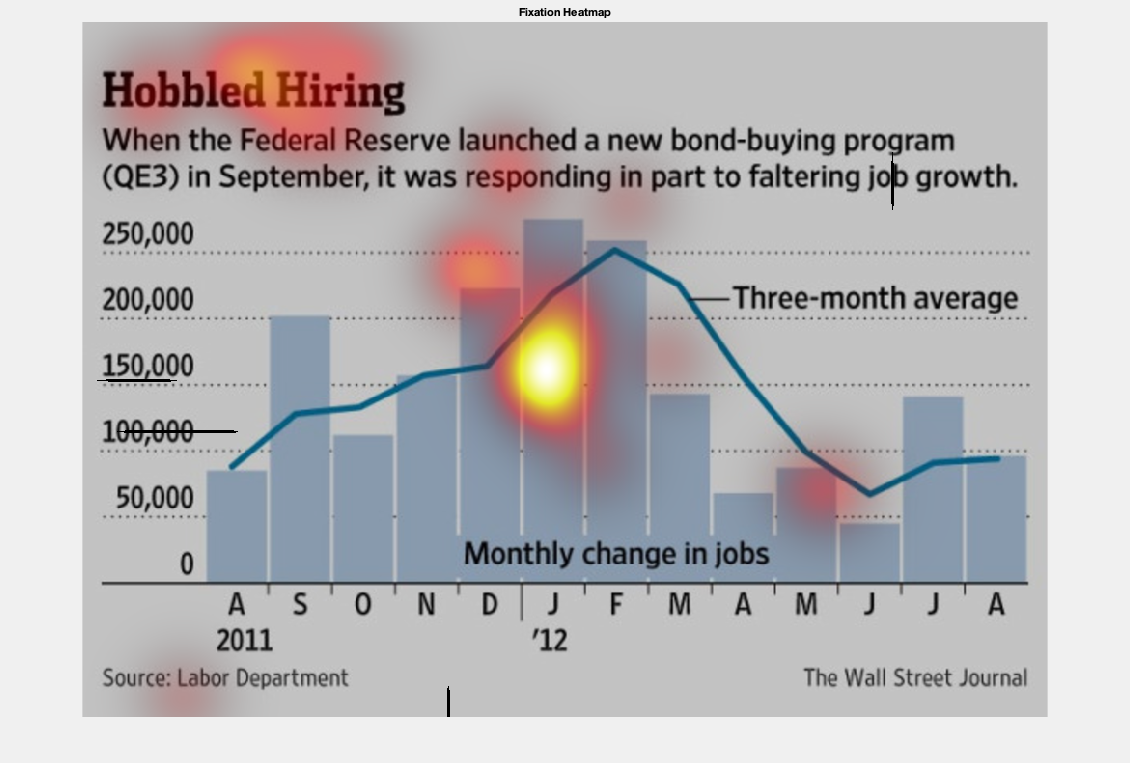 Fixation Heatmap
Hobbled Hiring
When the Federal Reserve launched a new bond-buying program
(QE3) in September, it was responding in part to faltering job growth.
250,000
200,000
Three-month average
150,000
100,000
50,000
Monthly change in jobs
0
A S O N D J F M A M J J A
2011 '12
Source: Labor Department The Wall Street Journal